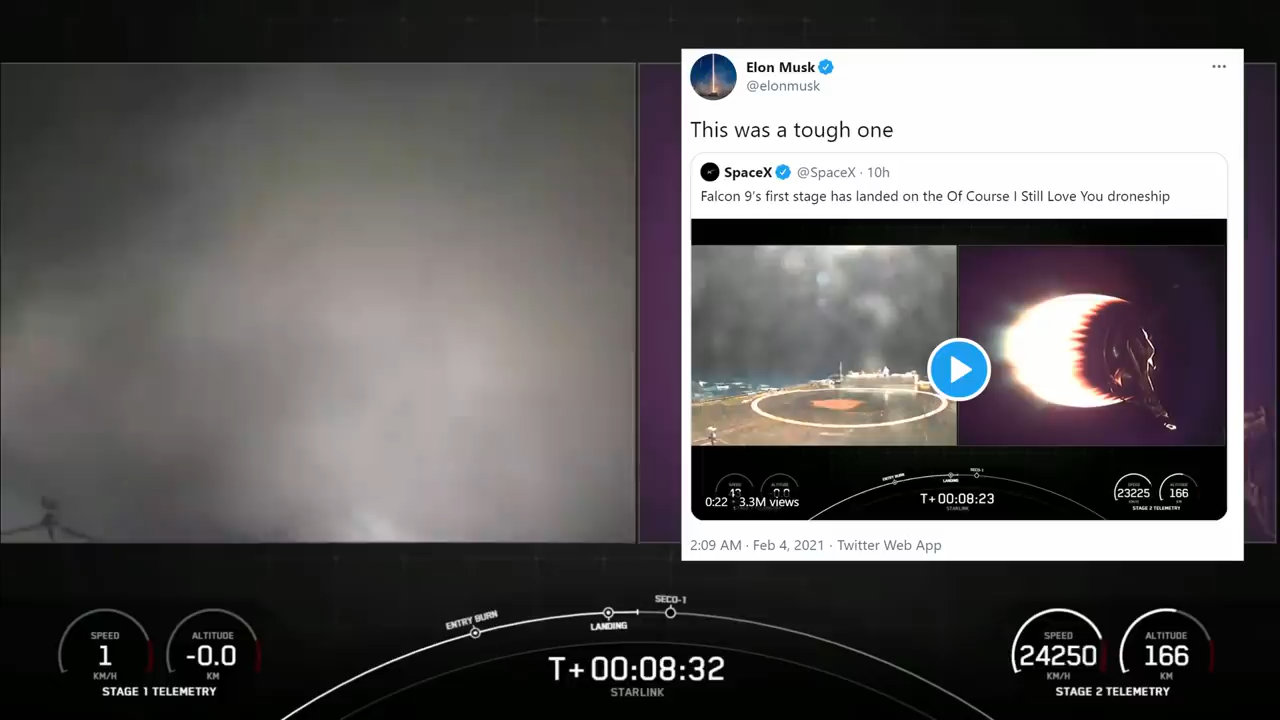 Elon Musk
@elonmusk
This was a tough one
SpaceX @SpaceX · 10h
Falcon 9's first stage has landed on the Of Course I Still Love You droneship
ENTRY BURN
LANDING
SECO-1
SPEED
ALTITUDE
T+ 00:08:23
STARLINK
23225
166
STAGE 2 TELEMETRY
0:22 · 3.3M views
2:09 AM · Feb 4, 2021 · Twitter Web App
ENTRY BURN
LANDING
SECO-1
SPEED
1
KM/H
ALTITUDE
-0.0
KM
STAGE 1 TELEMETRY
T+ 00:08:32
STARLINK
SPEED
24250
KM/H
ALTITUDE
166
KM
STAGE 2 TELEMETRY